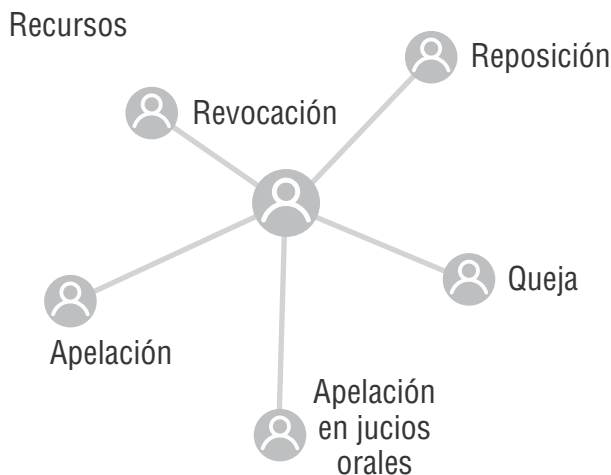 Recursos
Reposición
Revocación
Queja
Apelación
Apelación
en jucios
orales